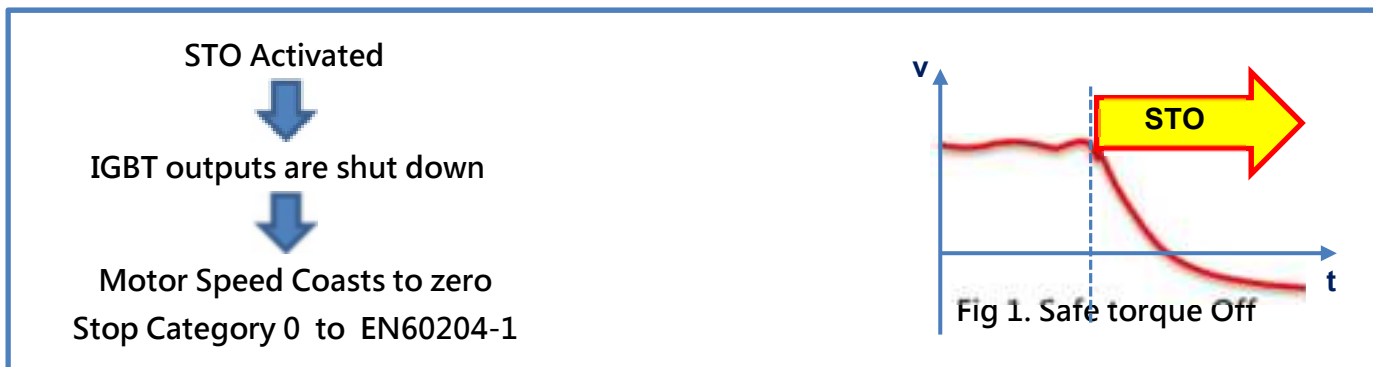 STO Activated
IGBT outputs are shut down
Motor Speed Coasts to zero
Stop Category 0 to EN60204-1
v
STO
t
Fig 1. Safe torque Off